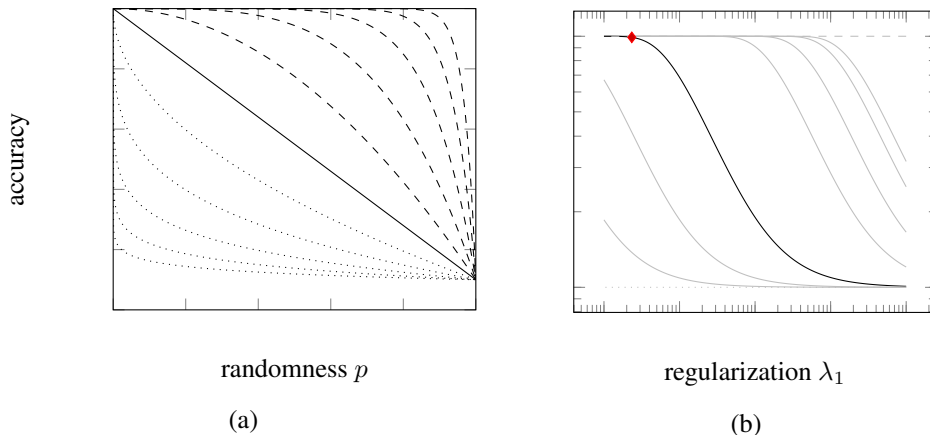 accuracy
randomness p
regularization λ₁
(a)
(b)